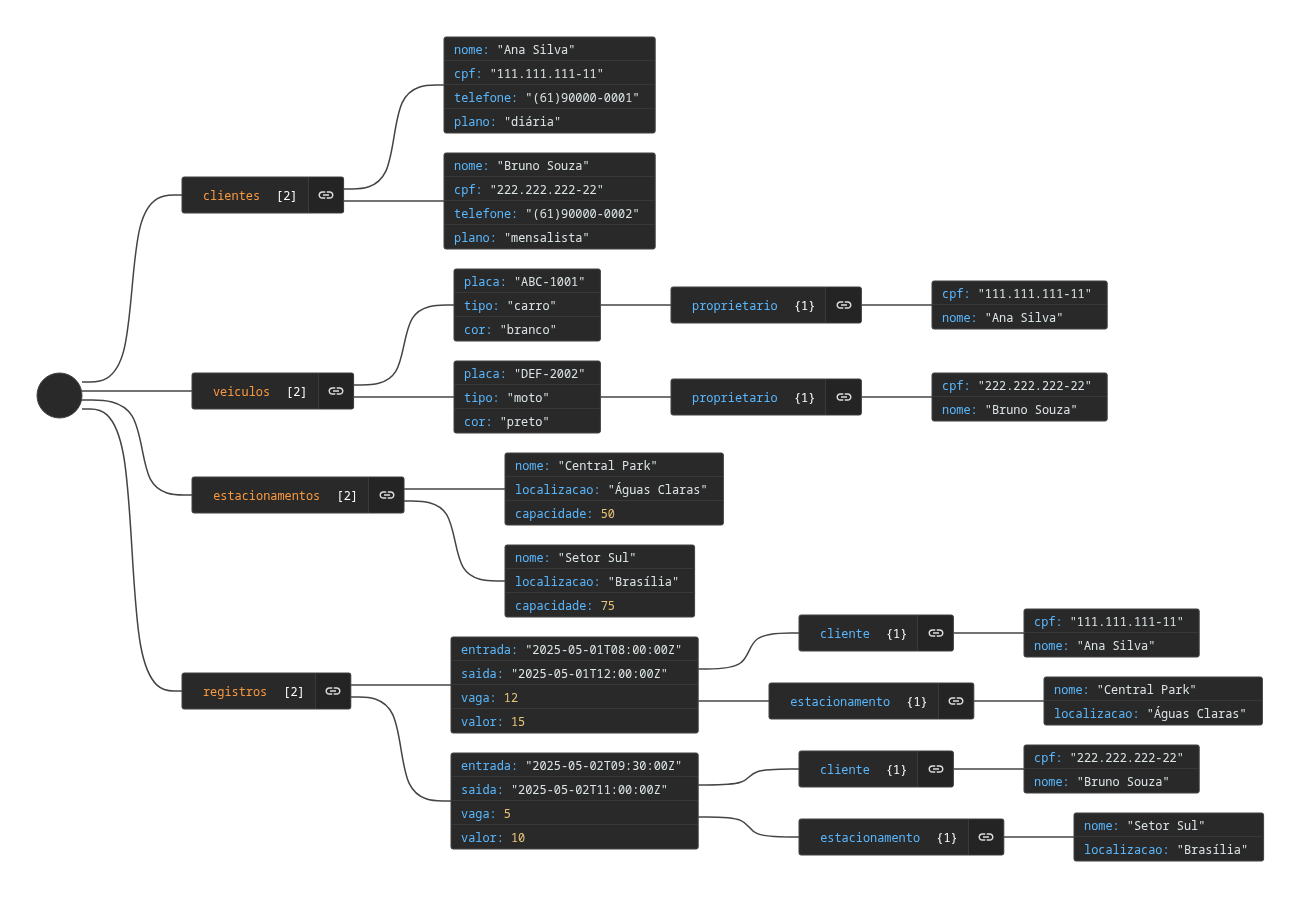 nome: "Ana Silva"
cpf: "111.111.111-11"
telefone: "(61)90000-0001"
plano: "diária"
clientes [2]
nome: "Bruno Souza"
cpf: "222.222.222-22"
telefone: "(61)90000-0002"
plano: "mensalista"
veiculos [2]
placa: "ABC-1001"
tipo: "carro"
cor: "branco"
proprietario {1}
cpf: "111.111.111-11"
nome: "Ana Silva"
placa: "DEF-2002"
tipo: "moto"
cor: "preto"
proprietario {1}
cpf: "222.222.222-22"
nome: "Bruno Souza"
estacionamentos [2]
nome: "Central Park"
localizacao: "Águas Claras"
capacidade: 50
nome: "Setor Sul"
localizacao: "Brasília"
capacidade: 75
registros [2]
entrada: "2025-05-01T08:00:00Z"
saida: "2025-05-01T12:00:00Z"
vaga: 12
valor: 15
cliente {1}
cpf: "111.111.111-11"
nome: "Ana Silva"
estacionamento {1}
nome: "Central Park"
localizacao: "Águas Claras"
entrada: "2025-05-02T09:30:00Z"
saida: "2025-05-02T11:00:00Z"
vaga: 5
valor: 10
cliente {1}
cpf: "222.222.222-22"
nome: "Bruno Souza"
estacionamento {1}
nome: "Setor Sul"
localizacao: "Brasília"